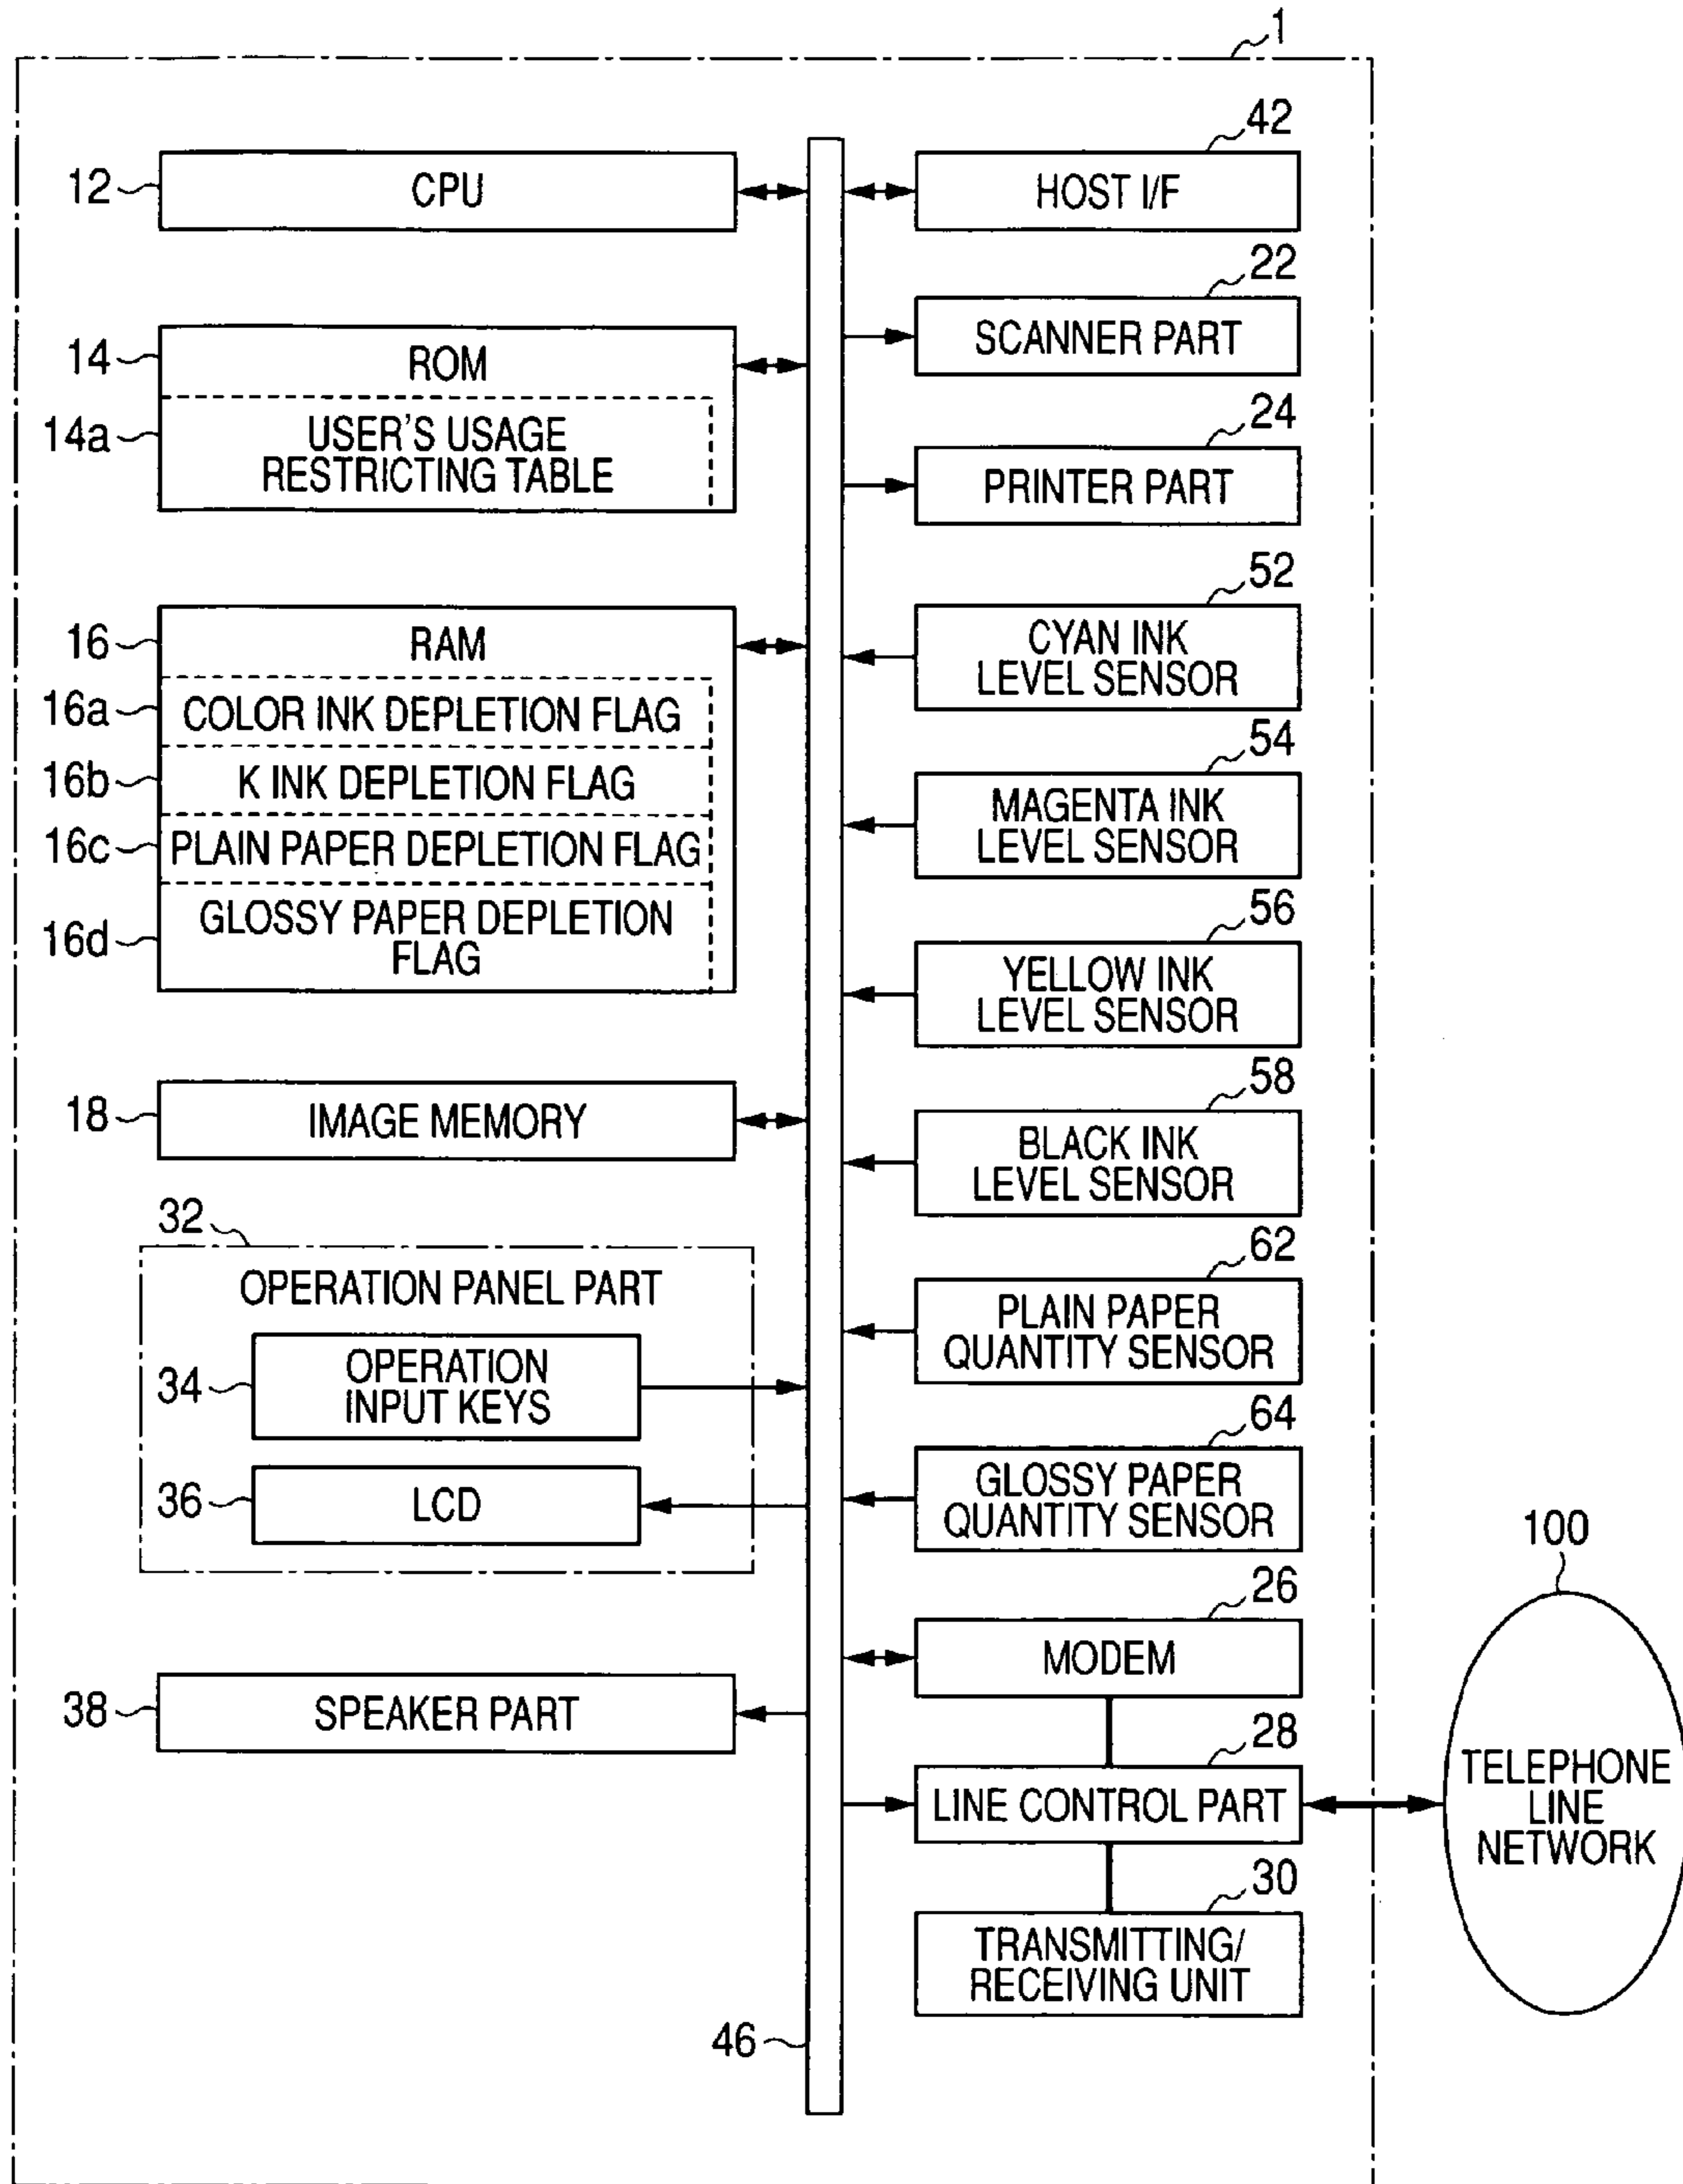 1
12
CPU
42
HOST I/F
22
SCANNER PART
14
ROM
14a
USER'S USAGE
RESTRICTING TABLE
24
PRINTER PART
16
RAM
16a
COLOR INK DEPLETION FLAG
16b
K INK DEPLETION FLAG
16c
PLAIN PAPER DEPLETION FLAG
16d
GLOSSY PAPER DEPLETION
FLAG
52
CYAN INK
LEVEL SENSOR
54
MAGENTA INK
LEVEL SENSOR
56
YELLOW INK
LEVEL SENSOR
18
IMAGE MEMORY
58
BLACK INK
LEVEL SENSOR
32
OPERATION PANEL PART
34
OPERATION
INPUT KEYS
36
LCD
62
PLAIN PAPER
QUANTITY SENSOR
64
GLOSSY PAPER
QUANTITY SENSOR
38
SPEAKER PART
26
MODEM
28
LINE CONTROL PART
30
TRANSMITTING/
RECEIVING UNIT
46
100
TELEPHONE
LINE
NETWORK